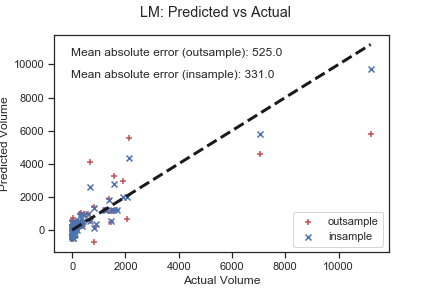 LM: Predicted vs Actual
Mean absolute error (outsample): 525.0
Mean absolute error (insample): 331.0
10000
8000
6000
4000
2000
0
Predicted Volume
outsample
insample
0 2000 4000 6000 8000 10000
Actual Volume